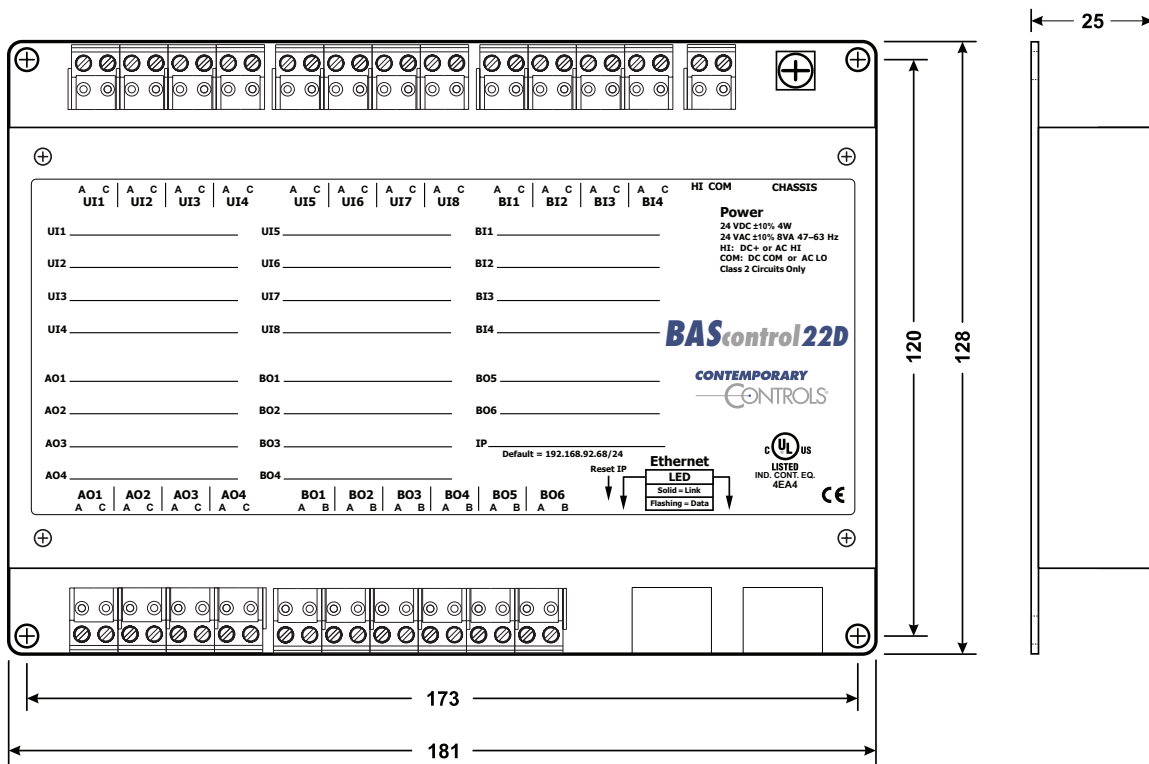 25
A C A C A C A C
UI1 UI2 UI3 UI4
A C A C A C A C
UI5 UI6 UI7 UI8
A C A C A C A C
BI1 BI2 BI3 BI4
HI COM
CHASSIS
Power
24 VDC ±10% 4W
24 VAC ±10% 8VA 47–63 Hz
HI: DC+ or AC HI
COM: DC COM or AC LO
Class 2 Circuits Only
UI1
UI2
UI3
UI4
UI5
UI6
UI7
UI8
BI1
BI2
BI3
BI4
BAScontrol22D
CONTEMPORARY
CONTROLS®
AO1
AO2
AO3
AO4
BO1
BO2
BO3
BO4
BO5
BO6
IP
Default = 192.168.92.68/24
Reset IP
Ethernet
LED
Solid = Link
Flashing = Data
C UL US
LISTED
IND. CONT. EQ.
4EA4
CE
AO1 AO2 AO3 AO4
A C A C A C A C
BO1 BO2 BO3 BO4 BO5 BO6
A B A B A B A B A B A B
120
128
173
181